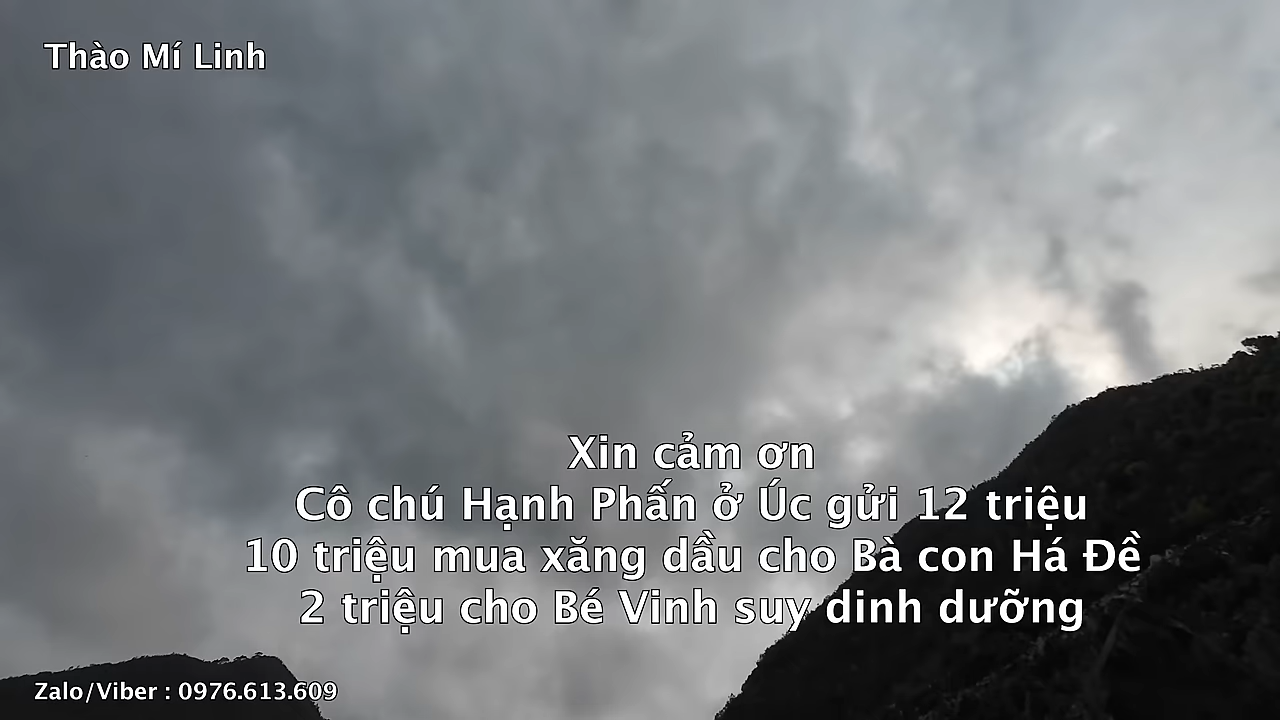 Thào Mí Linh
Xin cảm ơn
Cô chú Hạnh Phấn ở Úc gửi 12 triệu
10 triệu mua xăng dầu cho Bà con Há Đề
2 triệu cho Bé Vinh suy dinh dưỡng
Zalo/Viber : 0976.613.609